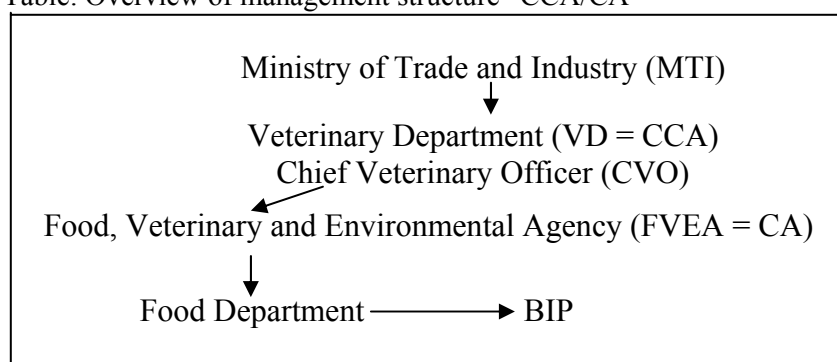 Table: Overview of management structure CCA/CA
Ministry of Trade and Industry (MTI)
Veterinary Department (VD = CCA)
Chief Veterinary Officer (CVO)
Food, Veterinary and Environmental Agency (FVEA = CA)
Food Department
BIP